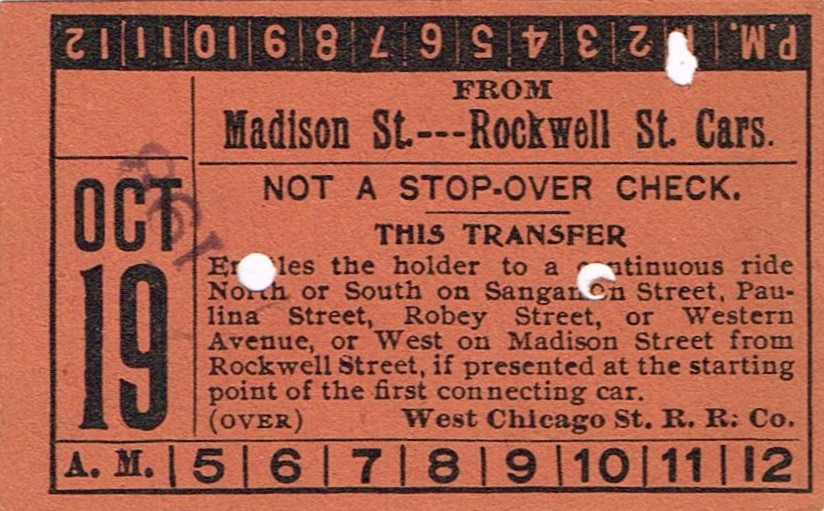 12|11|10|9|8|7|6|5|4|3|2|1|P.M.
FROM
Madison St.---Rockwell St. Cars.
NOT A STOP-OVER CHECK.
OCT
19
THIS TRANSFER
Entitles the holder to a continuous ride
North or South on Sangamon Street, Pau-
lina Street, Robey Street, or Western
Avenue, or West on Madison Street from
Rockwell Street, if presented at the starting
point of the first connecting car.
(OVER) West Chicago St. R. R. Co.
A. M. | 5 | 6 | 7 | 8 | 9 | 10 | 11 | 12